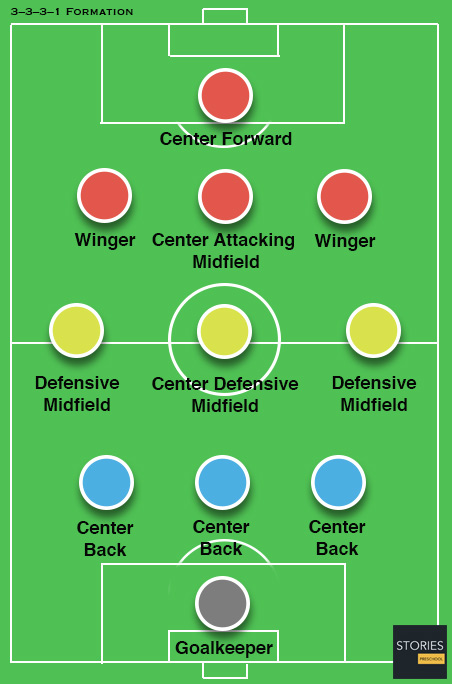 3–3–3–1 Formation
Center Forward
Winger
Center Attacking
Midfield
Winger
Defensive
Midfield
Center Defensive
Midfield
Defensive
Midfield
Center
Back
Center
Back
Center
Back
Goalkeeper
STORIES
PRESCHOOL